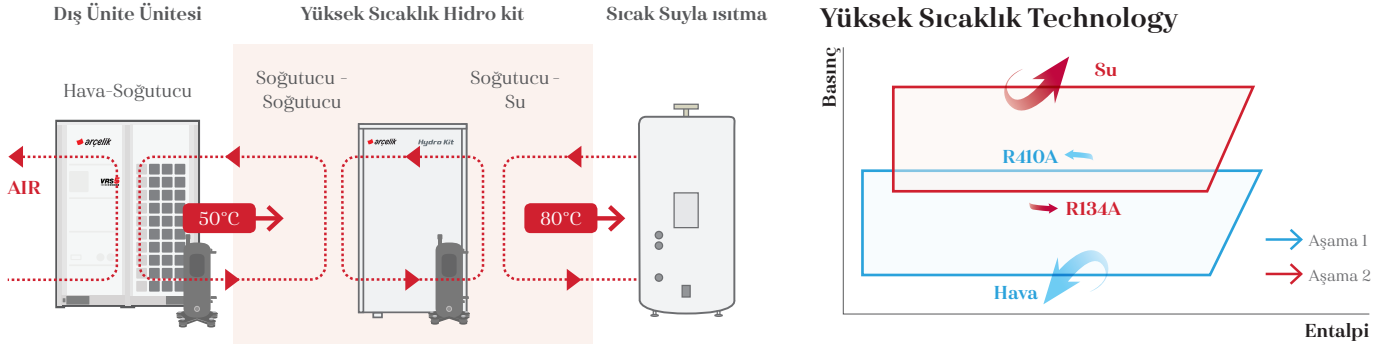 Dış Ünite Ünitesi
Yüksek Sıcaklık Hidro kit
Sıcak Suyla ısıtma
Hava-Soğutucu
Soğutucu -
Soğutucu
Soğutucu -
Su
arçelik
VRS
arçelik
Hydro Kit
AIR
50°C
80°C
Yüksek Sıcaklık Technology
Basınç
Su
R410A
R134A
Hava
Aşama 1
Aşama 2
Entalpi